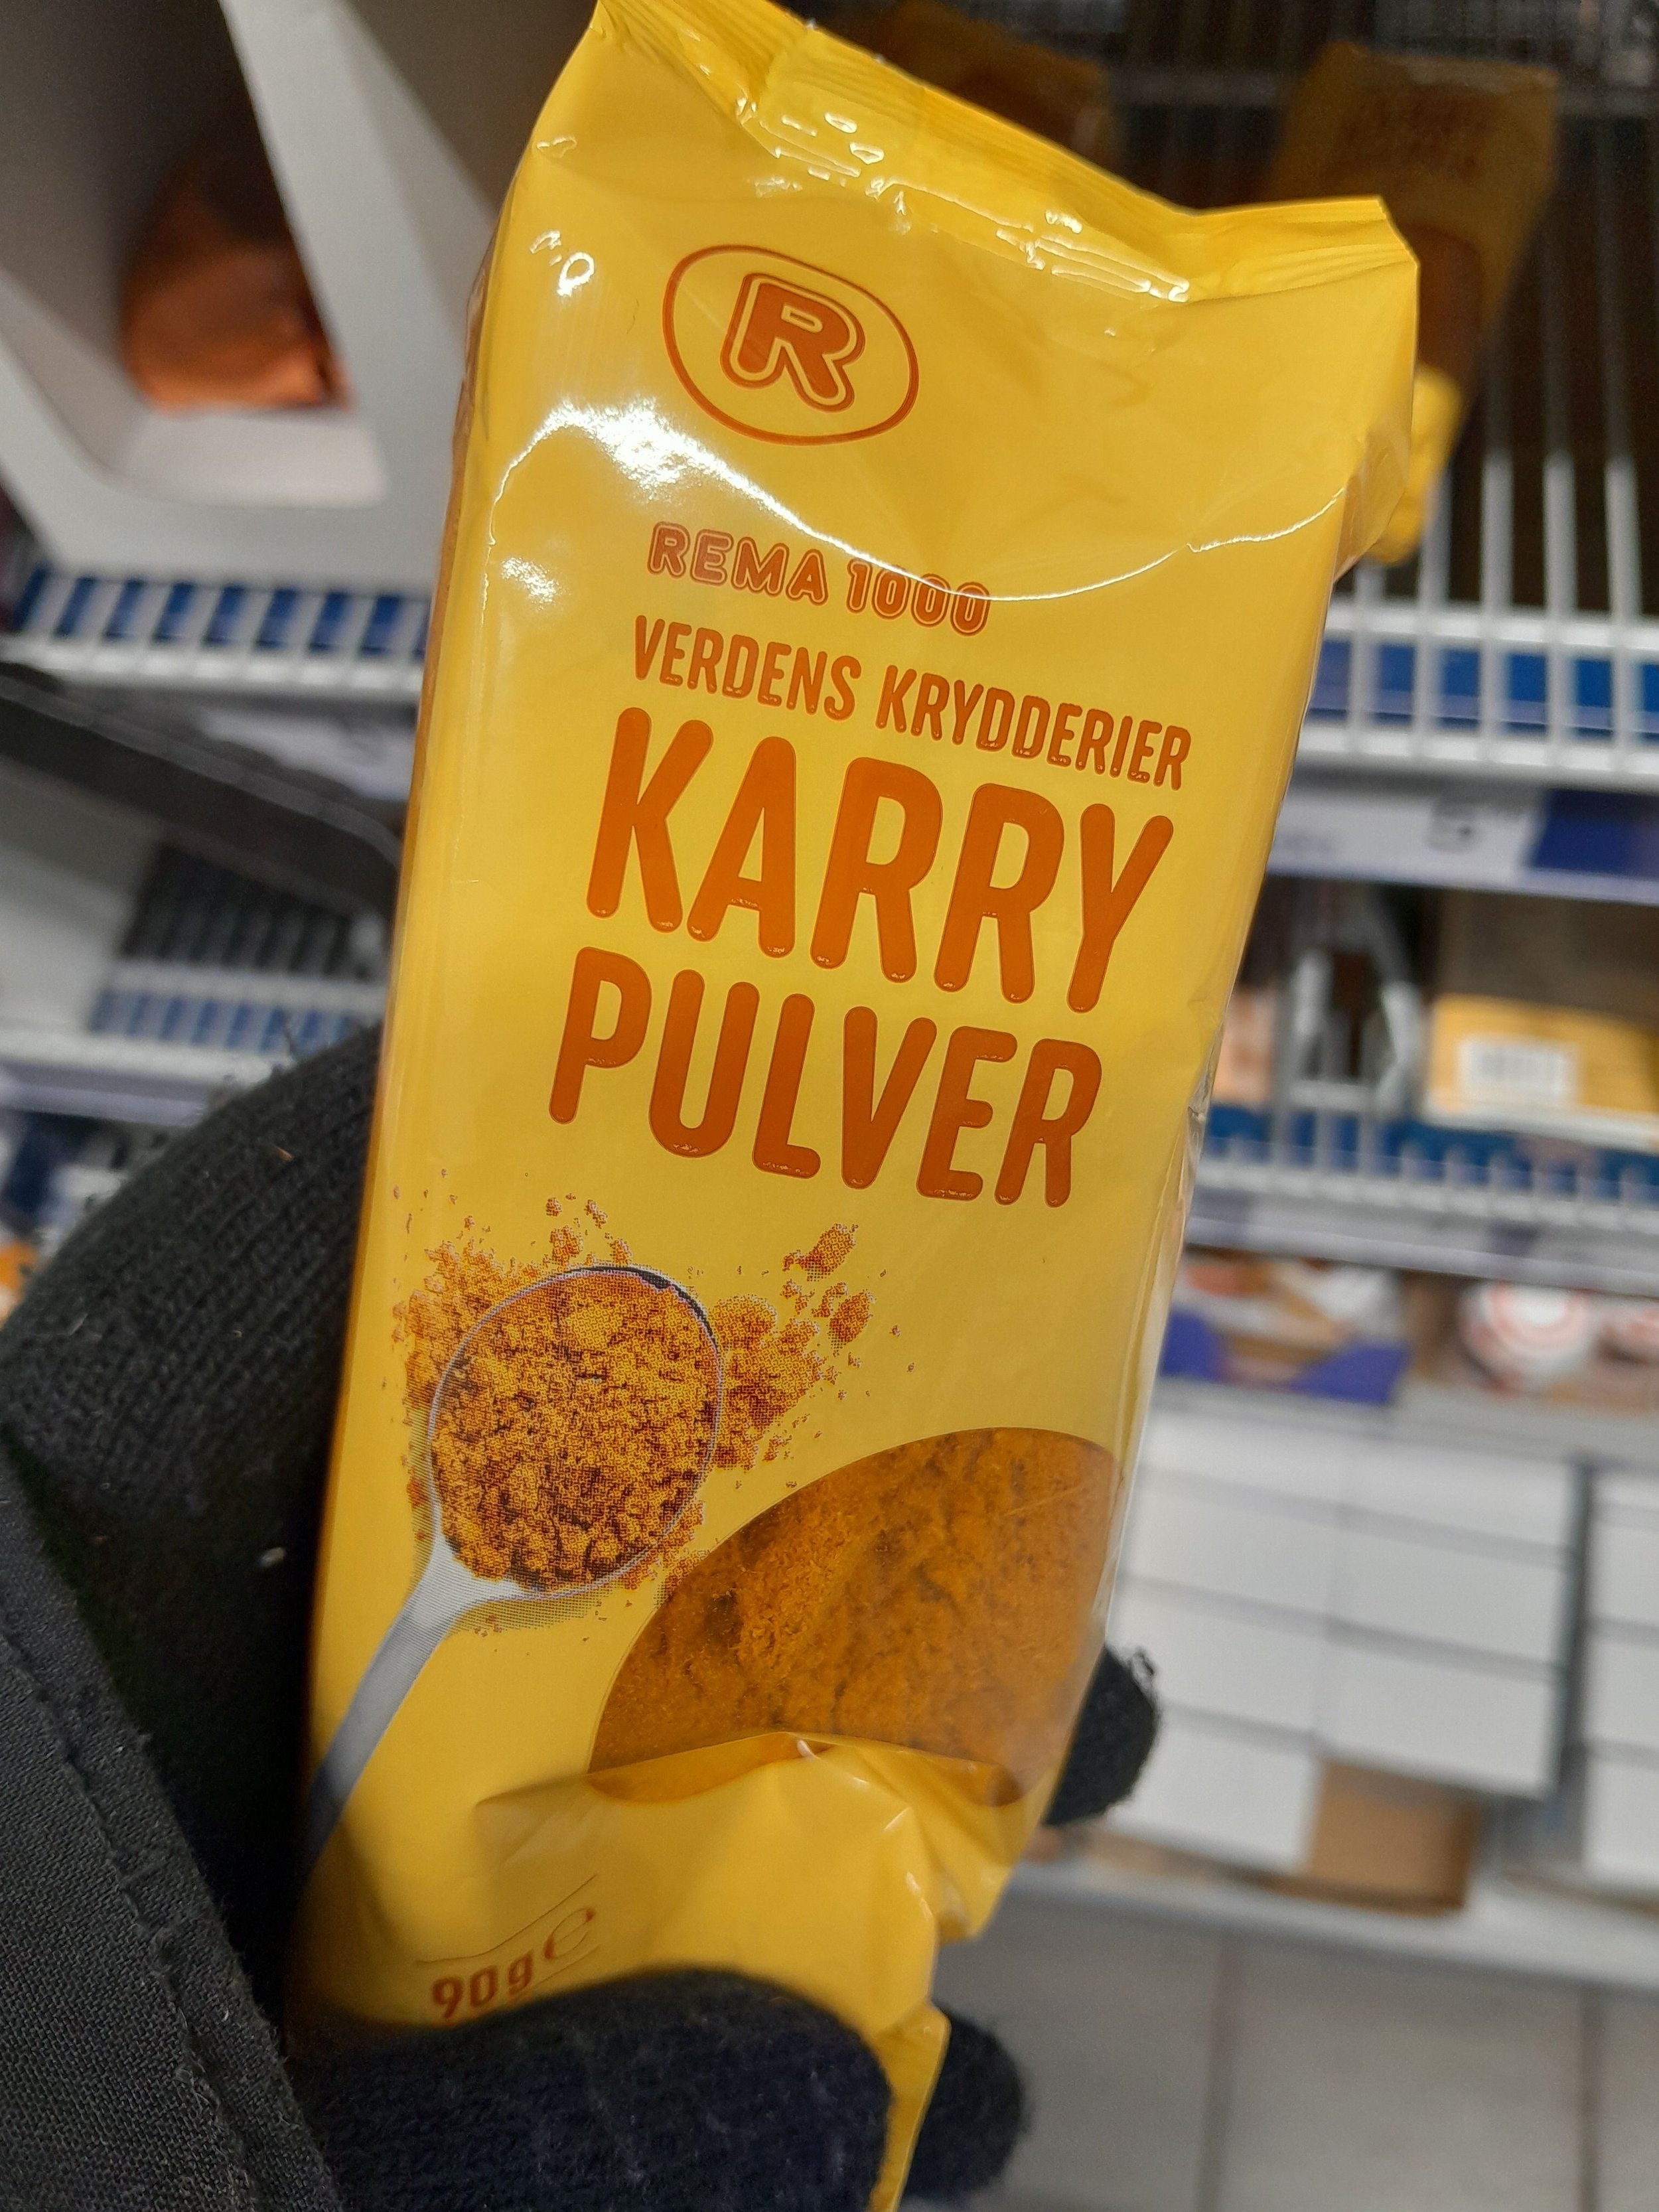 R
REMA 1000
VERDENS KRYDDERIER
KARRY
PULVER
90g e